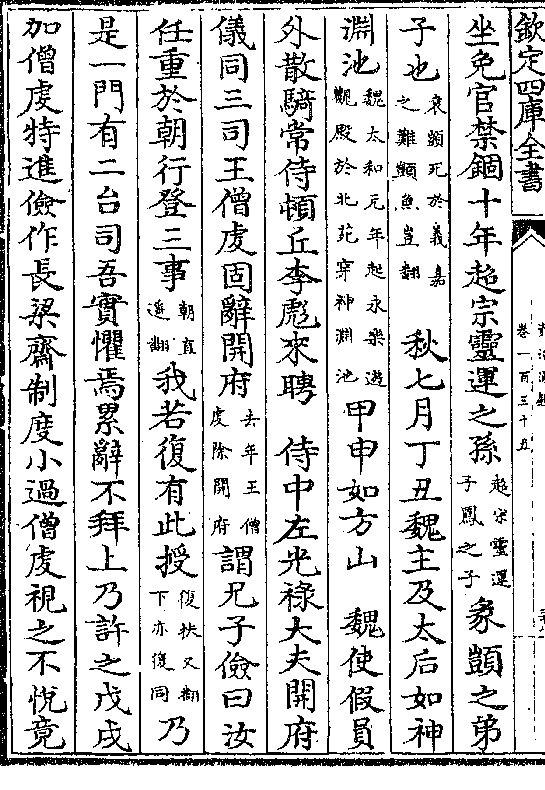 欽定四庫全書
卷一百三十五
坐免官禁錮十年超宗靈運之孫超宗靈運子鳳之子彖顗之弟
子也袁顗死於義嘉之難顗魚豈翻 秋七月丁丑魏主及太后如神
淵池魏太和元年起永樂遊觀殿於北苑穿神淵池甲申如方山 魏使假員
外散騎常侍頓丘李彪來聘 侍中左光祿大夫開府
儀同三司王僧虔固辭開府去年王僧虔除開府謂兄子儉曰汝
任重於朝行登三事朝直遙翻我若復有此授復扶又翻下亦復同乃
是一門有二台司吾實懼焉累辭不拜上乃許之戊戌
加僧虔特進儉作長梁齋制度小過僧虔視之不悅竟